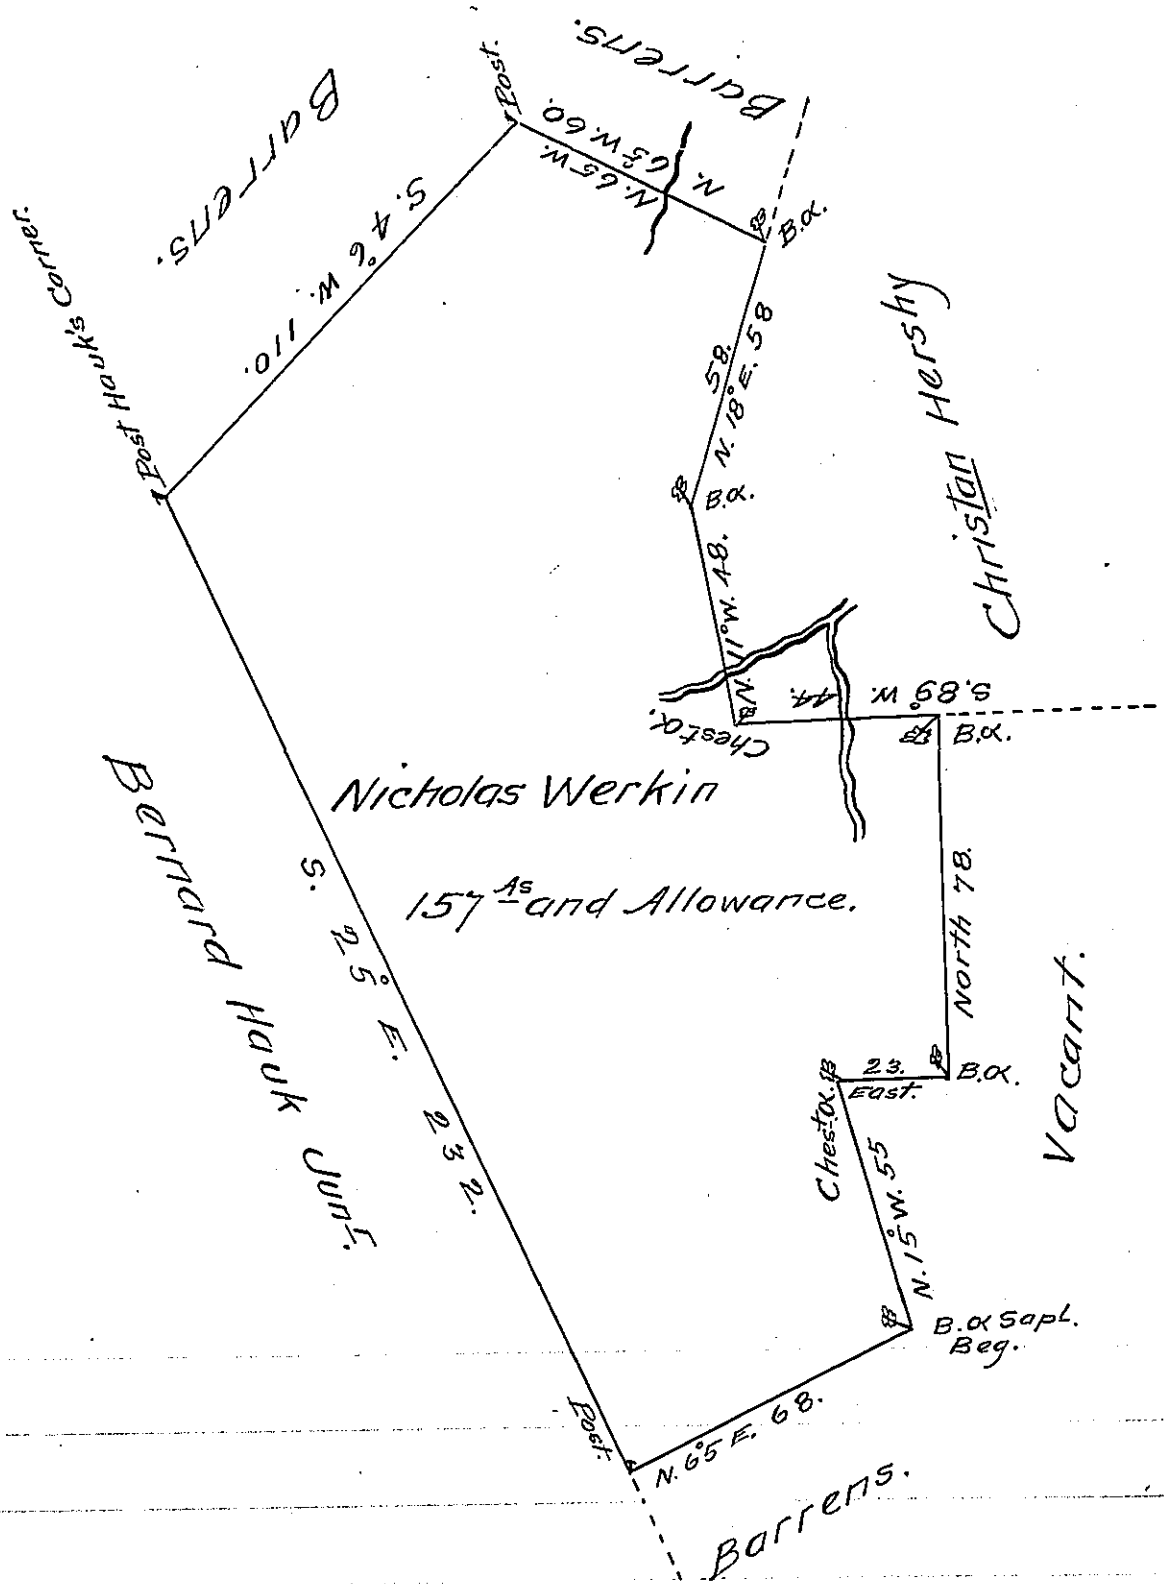 Barrens.
Post.
Barrens.
N. 65 W.
N. 65° W. 60.
B.α.
S. 46° W. 110.
Post Hauk's Corner.
58.
N. 18° E. 58
B.α.
Christan Hershy
N. 11° W. 48.
S. 89° W.
44.
Chest α.
B.α.
Nicholas Werkin
157 As and Allowance.
Bernard Hauk Junr.
S. 25° E. 232.
North 78.
Vacant.
23.
East.
B.α.
Chest. α.
N. 15° W. 55
B. α Sapl.
Beg.
Post.
N. 65° E. 68.
Barrens.